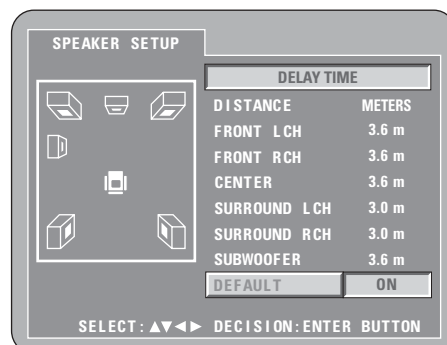 SPEAKER SETUP
DELAY TIME
DISTANCE METERS
FRONT LCH 3.6 m
FRONT RCH 3.6 m
CENTER 3.6 m
SURROUND LCH 3.0 m
SURROUND RCH 3.0 m
SUBWOOFER 3.6 m
DEFAULT ON
SELECT:▲▼◄► DECISION:ENTER BUTTON